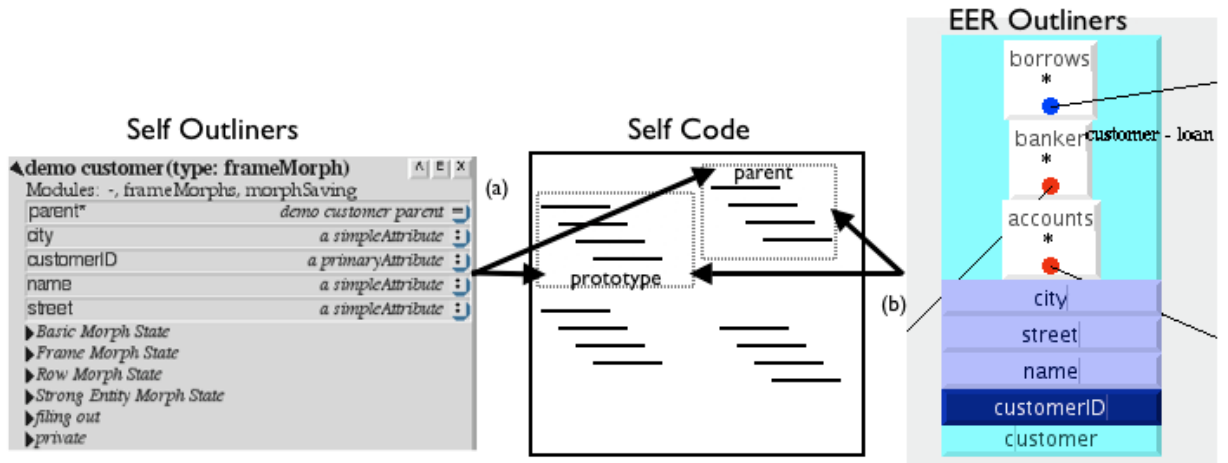 Self Outliners
demo customer(type: frameMorph)
Λ E X
Modules: -, frameMorphs, morphSaving
parent* demo customer parent =
city a simpleAttribute :
customerID a primaryAttribute :
name a simpleAttribute :
street a simpleAttribute :
Basic Morph State
Frame Morph State
Row Morph State
Strong Entity Morph State
filing out
private
(a)
Self Code
parent
prototype
(b)
EER Outliners
borrows
*
customer - loan
banker
*
accounts
*
city
street
name
customerID
customer